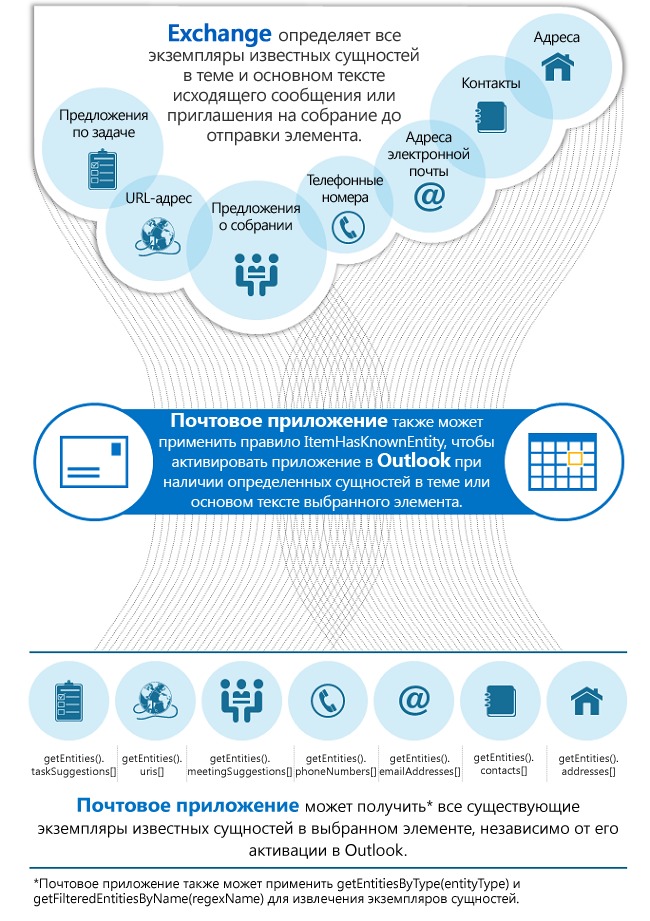 Exchange определяет все
экземпляры известных сущностей
в теме и основном тексте
исходящего сообщения или
приглашения на собрание до
отправки элемента.
Предложения
по задаче
URL-адрес
Предложения
о собрании
Телефонные
номера
Адреса
электронной
почты
Контакты
Адреса
Почтовое приложение также может
применить правило ItemHasKnownEntity, чтобы
активировать приложение в Outlook при
наличии определенных сущностей в теме или
основом тексте выбранного элемента.
getEntities().
taskSuggestions[]
getEntities().
uris[]
getEntities().
meetingSuggestions[]
getEntities().
phoneNumbers[]
getEntities().
emailAddresses[]
getEntities().
contacts[]
getEntities().
addresses[]
Почтовое приложение может получить* все существующие
экземпляры известных сущностей в выбранном элементе, независимо от его
активации в Outlook.
*Почтовое приложение также может применить getEntitiesByType(entityType) и
getFilteredEntitiesByName(regexName) для извлечения экземпляров сущностей.